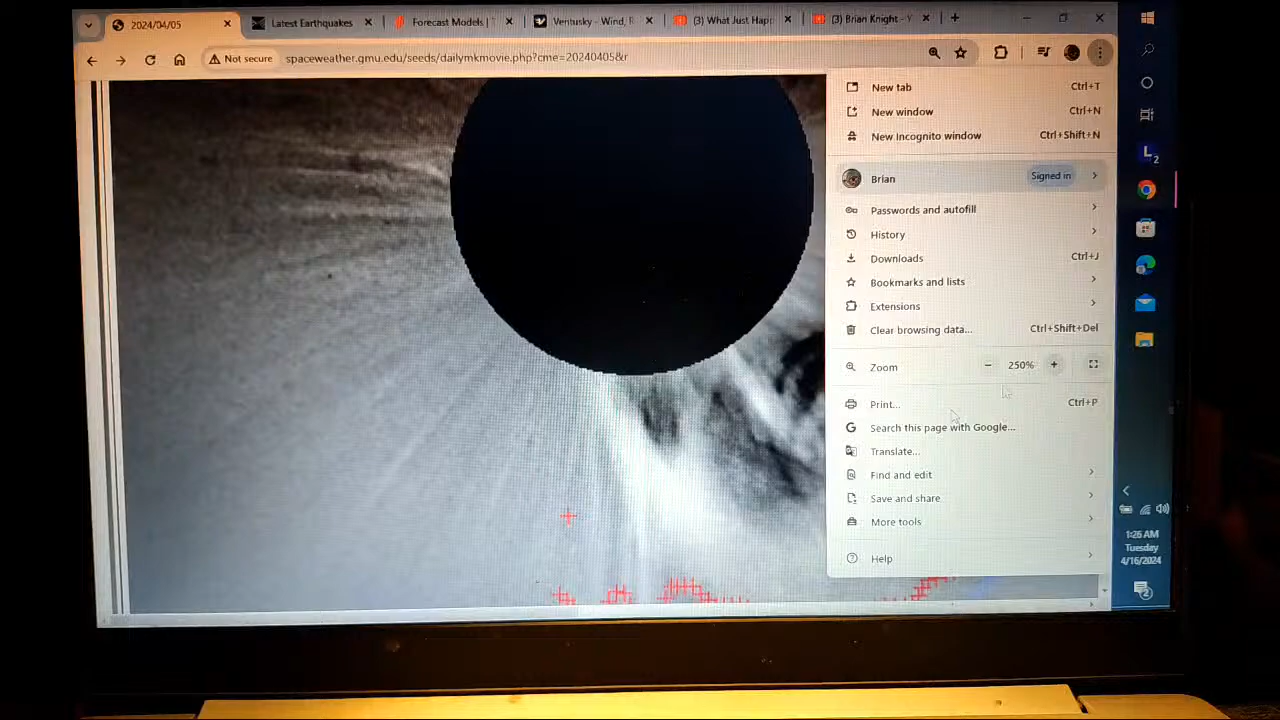 2024/04/05
Latest Earthquakes
Forecast Models | T
Ventusky - Wind, R
(3) What Just Happ
(3) Brian Knight - Y
Not secure
spaceweather.gmu.edu/seeds/dailymkmovie.php?cme=20240405&r
New tab Ctrl+T
New window Ctrl+N
New Incognito window Ctrl+Shift+N
Brian Signed in
Passwords and autofill
History
Downloads Ctrl+J
Bookmarks and lists
Extensions
Clear browsing data... Ctrl+Shift+Del
Zoom − 250% +
Print... Ctrl+P
Search this page with Google...
Translate...
Find and edit
Save and share
More tools
Help
L 2
1:26 AM
Tuesday
4/16/2024
2